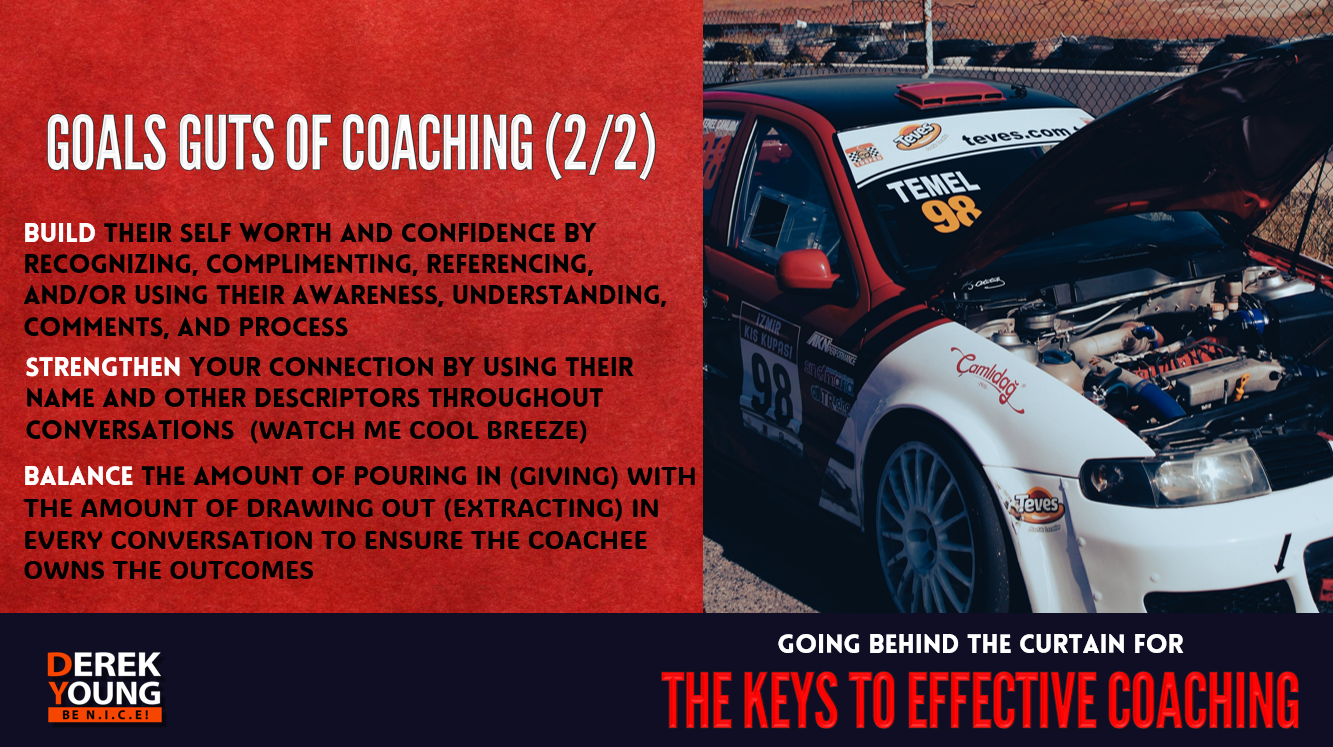 GOALS GUTS OF COACHING (2/2)
BUILD THEIR SELF WORTH AND CONFIDENCE BY
RECOGNIZING, COMPLIMENTING, REFERENCING,
AND/OR USING THEIR AWARENESS, UNDERSTANDING,
COMMENTS, AND PROCESS
STRENGTHEN YOUR CONNECTION BY USING THEIR
NAME AND OTHER DESCRIPTORS THROUGHOUT
CONVERSATIONS (WATCH ME COOL BREEZE)
BALANCE THE AMOUNT OF POURING IN (GIVING) WITH
THE AMOUNT OF DRAWING OUT (EXTRACTING) IN
EVERY CONVERSATION TO ENSURE THE COACHEE
OWNS THE OUTCOMES
Teves
teves.com
TEMEL
98
IZMIR
KIS KUPASI
98
AKN
Çamlıdağ
Teves
DEREK
YOUNG
BE N.I.C.E!
GOING BEHIND THE CURTAIN FOR
THE KEYS TO EFFECTIVE COACHING